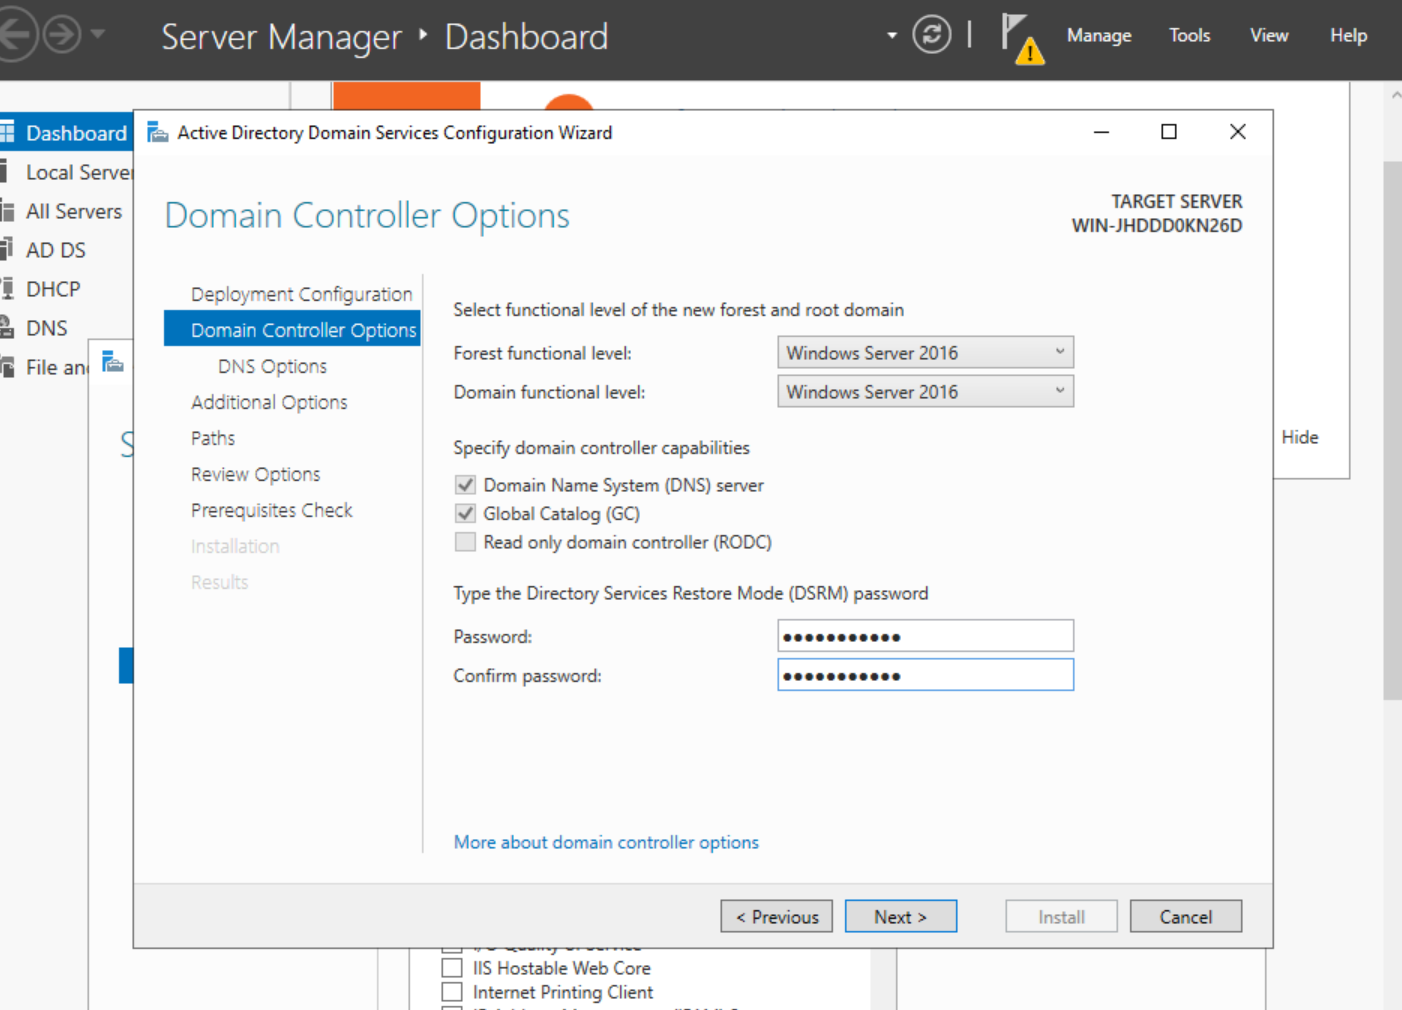 Server Manager ‣ Dashboard
Manage
Tools
View
Help
Dashboard
Local Server
All Servers
AD DS
DHCP
DNS
File and
S
Hide
Active Directory Domain Services Configuration Wizard
Domain Controller Options
TARGET SERVER
WIN-JHDDD0KN26D
Deployment Configuration
Domain Controller Options
DNS Options
Additional Options
Paths
Review Options
Prerequisites Check
Installation
Results
Select functional level of the new forest and root domain
Forest functional level: Windows Server 2016
Domain functional level: Windows Server 2016
Specify domain controller capabilities
Domain Name System (DNS) server
Global Catalog (GC)
Read only domain controller (RODC)
Type the Directory Services Restore Mode (DSRM) password
Password: •••••••••••
Confirm password: •••••••••••
More about domain controller options
< Previous
Next >
Install
Cancel
IIS Hostable Web Core
Internet Printing Client